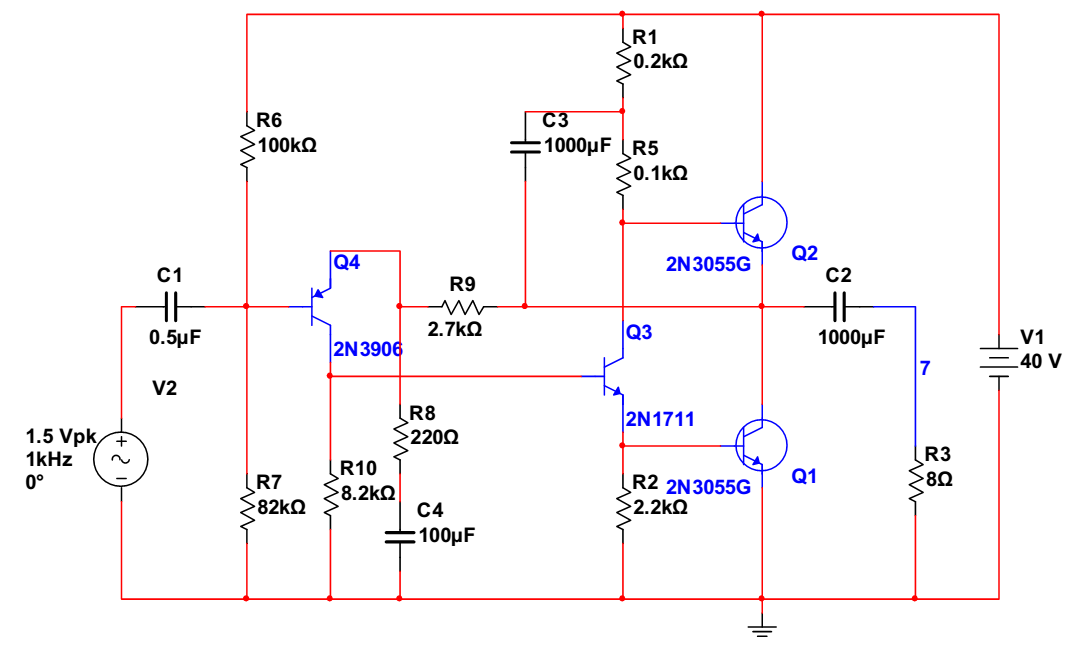 R1
0.2kΩ
R6
100kΩ
C3
1000µF
R5
0.1kΩ
Q4
Q2
2N3055G
C1
0.5µF
R9
2.7kΩ
C2
1000µF
2N3906
Q3
V1
40 V
V2
7
R8
220Ω
2N1711
1.5 Vpk
1kHz
0°
+
−
R3
8Ω
R10
8.2kΩ
R7
82kΩ
R2
2.2kΩ
2N3055G
Q1
C4
100µF